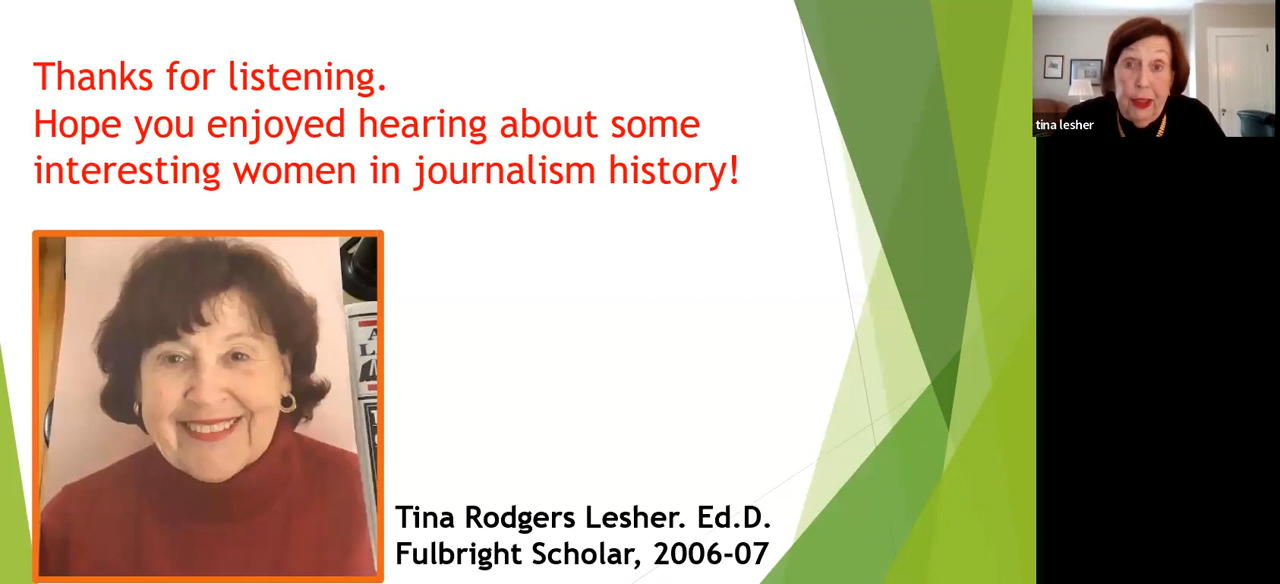 Thanks for listening.
Hope you enjoyed hearing about some
interesting women in journalism history!
tina lesher
Tina Rodgers Lesher. Ed.D.
Fulbright Scholar, 2006-07